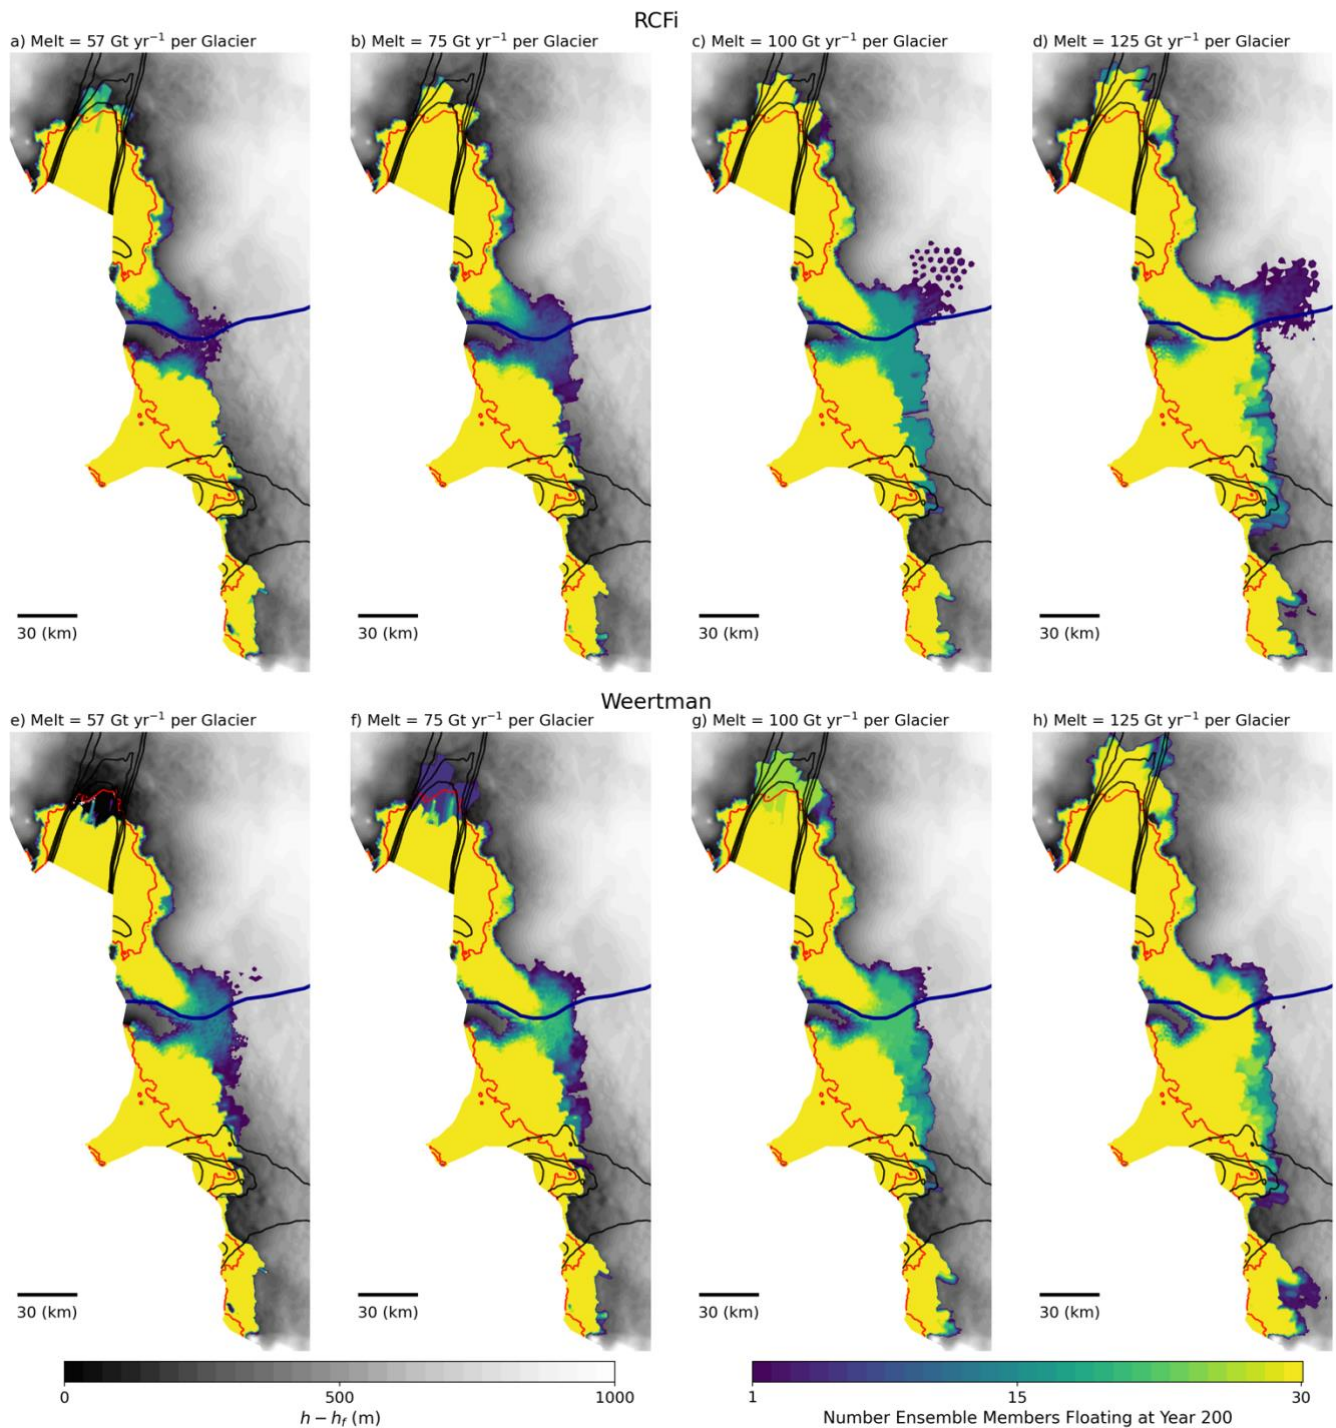 RCFi
a) Melt = 57 Gt yr⁻¹ per Glacier
b) Melt = 75 Gt yr⁻¹ per Glacier
c) Melt = 100 Gt yr⁻¹ per Glacier
d) Melt = 125 Gt yr⁻¹ per Glacier
30 (km)
30 (km)
30 (km)
30 (km)
Weertman
e) Melt = 57 Gt yr⁻¹ per Glacier
f) Melt = 75 Gt yr⁻¹ per Glacier
g) Melt = 100 Gt yr⁻¹ per Glacier
h) Melt = 125 Gt yr⁻¹ per Glacier
30 (km)
30 (km)
30 (km)
30 (km)
0 500 1000
h − h_f (m)
1 15 30
Number Ensemble Members Floating at Year 200